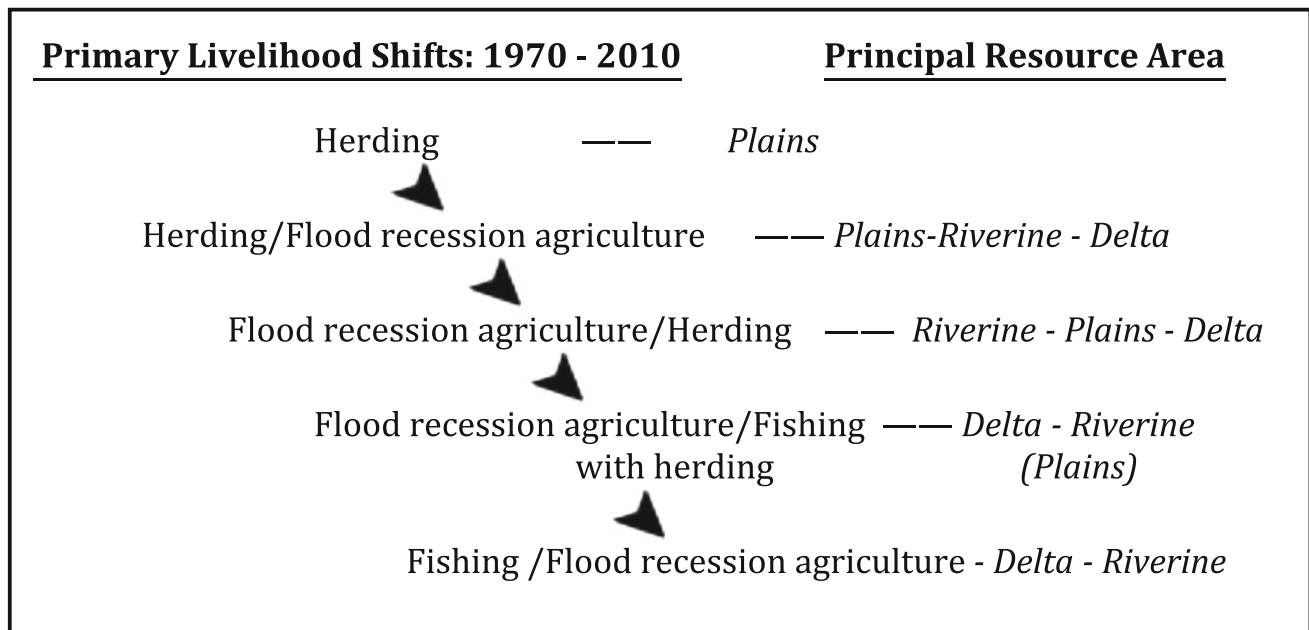 Primary Livelihood Shifts: 1970 - 2010 Principal Resource Area
Herding —— Plains
Herding/Flood recession agriculture —— Plains-Riverine - Delta
Flood recession agriculture/Herding —— Riverine - Plains - Delta
Flood recession agriculture/Fishing —— Delta - Riverine
with herding (Plains)
Fishing /Flood recession agriculture - Delta - Riverine